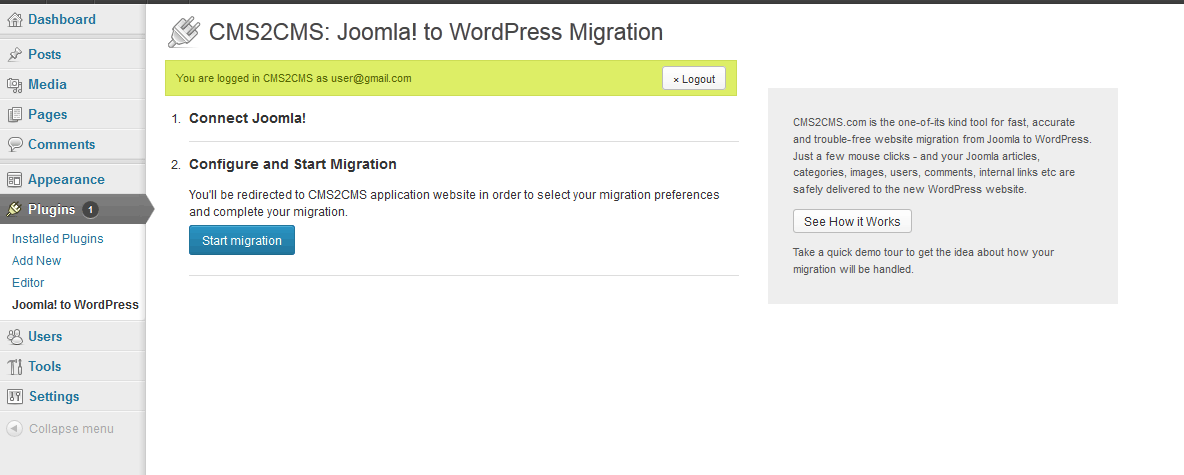 Dashboard
Posts
Media
Pages
Comments
Appearance
Plugins 1
Installed Plugins
Add New
Editor
Joomla! to WordPress
Users
Tools
Settings
Collapse menu
CMS2CMS: Joomla! to WordPress Migration
You are logged in CMS2CMS as user@gmail.com
× Logout
1. Connect Joomla!
2. Configure and Start Migration
You'll be redirected to CMS2CMS application website in order to select your migration preferences
and complete your migration.
Start migration
CMS2CMS.com is the one-of-its kind tool for fast, accurate
and trouble-free website migration from Joomla to WordPress.
Just a few mouse clicks - and your Joomla articles,
categories, images, users, comments, internal links etc are
safely delivered to the new WordPress website.
See How it Works
Take a quick demo tour to get the idea about how your
migration will be handled.